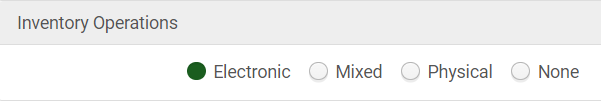 Inventory Operations
Electronic Mixed Physical None